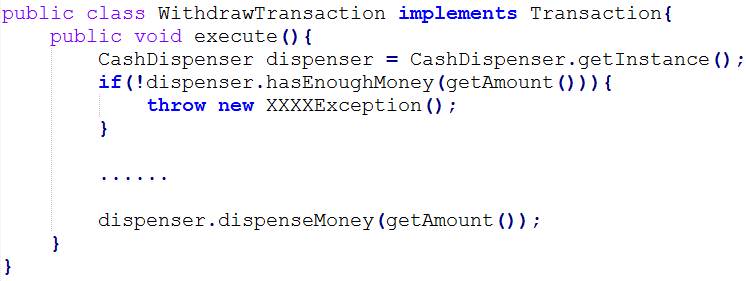 public class WithdrawTransaction implements Transaction{
    public void execute(){
        CashDispenser dispenser = CashDispenser.getInstance();
        if(!dispenser.hasEnoughMoney(getAmount())){
            throw new XXXXException();
        }
        ......
        dispenser.dispenseMoney(getAmount());
    }
}